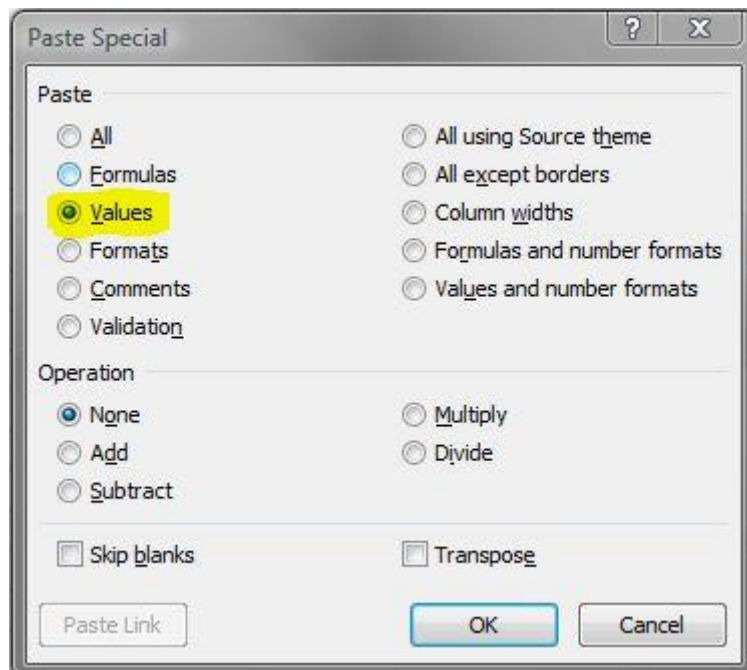 Paste Special
Paste
All
All using Source theme
Formulas
All except borders
Values
Column widths
Formats
Formulas and number formats
Comments
Values and number formats
Validation
Operation
None
Multiply
Add
Divide
Subtract
Skip blanks
Transpose
Paste Link
OK
Cancel